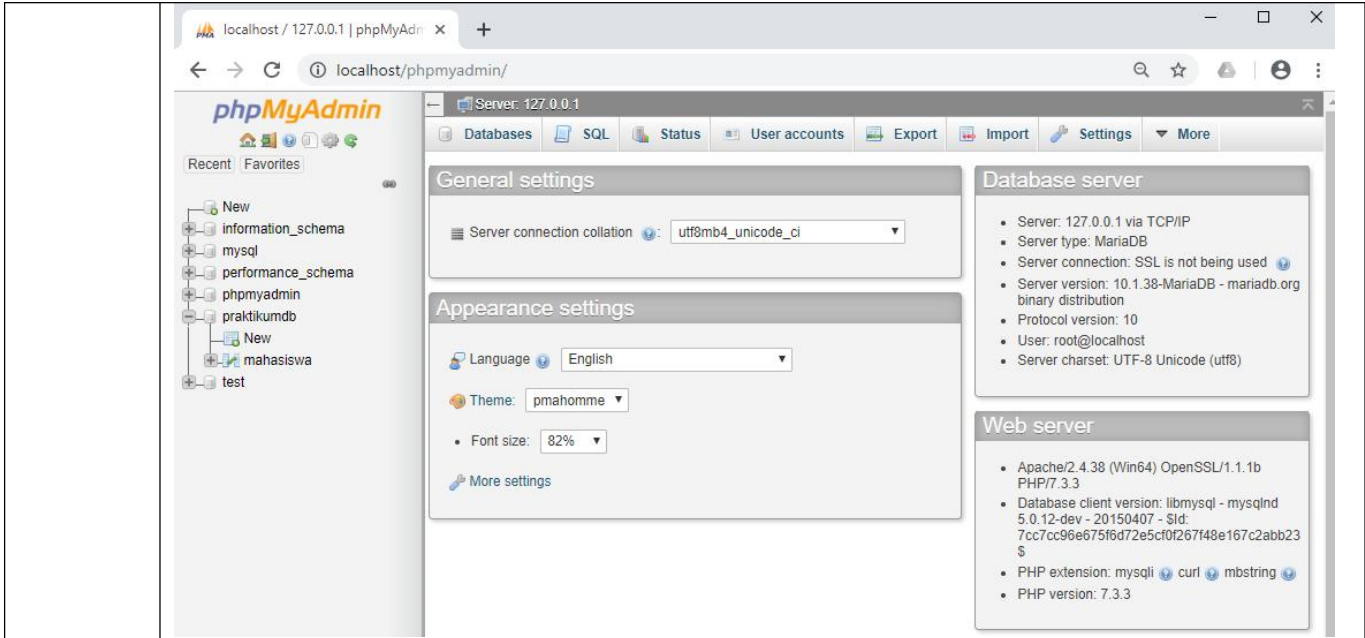 localhost / 127.0.0.1 | phpMyAdm
localhost/phpmyadmin/
phpMyAdmin
Recent Favorites
New
information_schema
mysql
performance_schema
phpmyadmin
praktikumdb
New
mahasiswa
test
Server: 127.0.0.1
Databases SQL Status User accounts Export Import Settings More
General settings
Server connection collation : utf8mb4_unicode_ci
Appearance settings
Language English
Theme: pmahomme
Font size: 82%
More settings
Database server
Server: 127.0.0.1 via TCP/IP
Server type: MariaDB
Server connection: SSL is not being used
Server version: 10.1.38-MariaDB - mariadb.org
binary distribution
Protocol version: 10
User: root@localhost
Server charset: UTF-8 Unicode (utf8)
Web server
Apache/2.4.38 (Win64) OpenSSL/1.1.1b
PHP/7.3.3
Database client version: libmysql - mysqlnd
5.0.12-dev - 20150407 - $Id:
7cc7cc96e675f6d72e5cf0f267f48e167c2abb23
$
PHP extension: mysqli curl mbstring
PHP version: 7.3.3